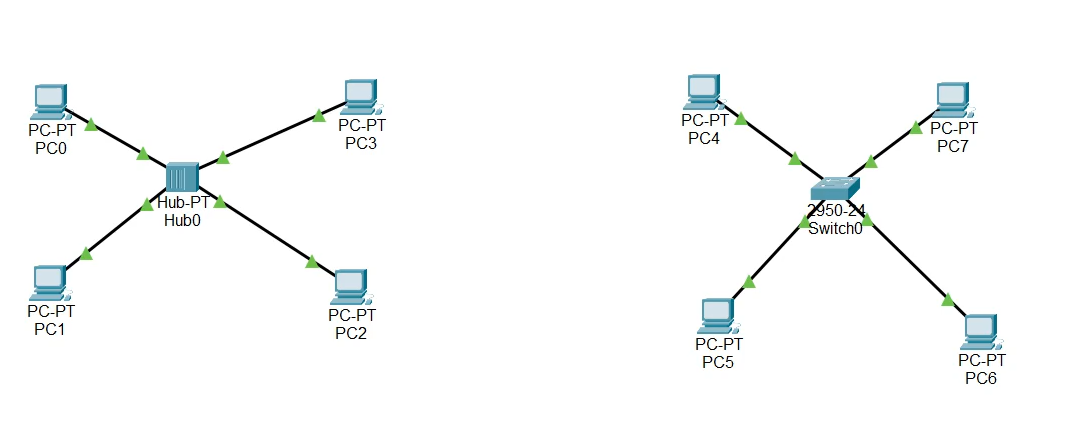 PC-PT
PC0
PC-PT
PC3
Hub-PT
Hub0
PC-PT
PC1
PC-PT
PC2
PC-PT
PC4
PC-PT
PC7
2950-24
Switch0
PC-PT
PC5
PC-PT
PC6